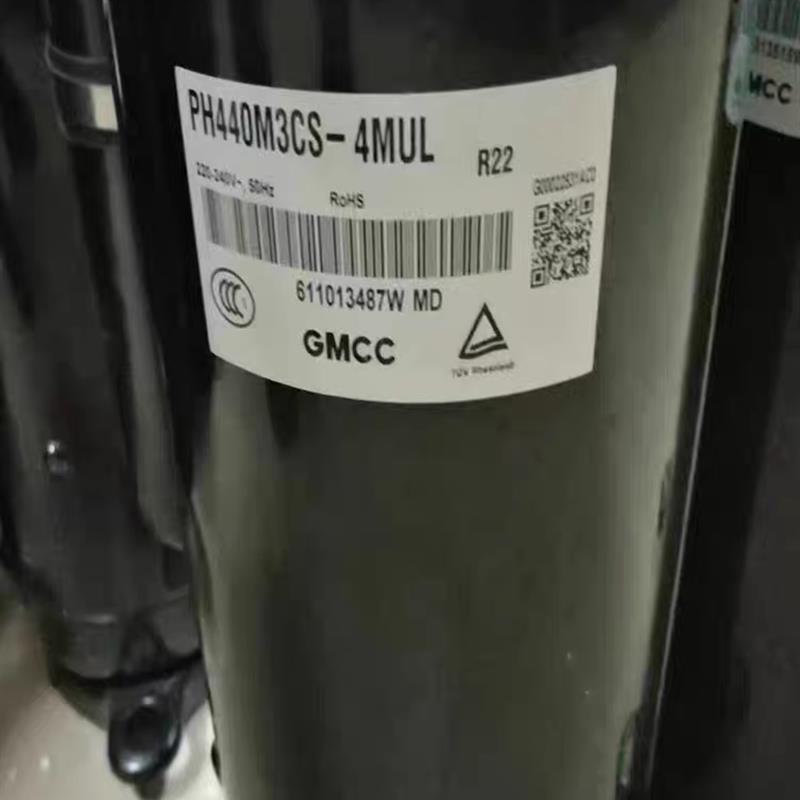 PH440M3CS-4MUL
R22
220-240V~, 50Hz
RoHS
611013487W MD
CCC
GMCC
TÜV Rheinland
MCC